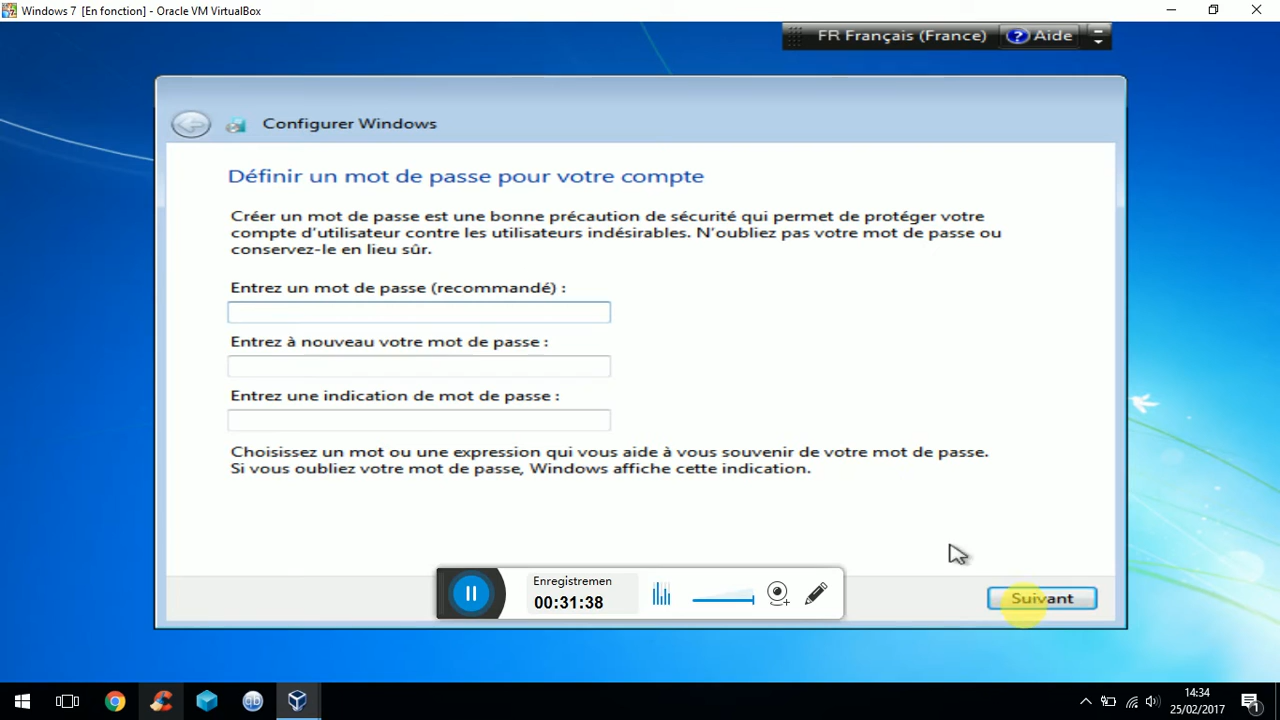 Windows 7 [En fonction] - Oracle VM VirtualBox
FR Français (France) ? Aide
Configurer Windows
Définir un mot de passe pour votre compte
Créer un mot de passe est une bonne précaution de sécurité qui permet de protéger votre
compte d'utilisateur contre les utilisateurs indésirables. N'oubliez pas votre mot de passe ou
conservez-le en lieu sûr.
Entrez un mot de passe (recommandé) :
Entrez à nouveau votre mot de passe :
Entrez une indication de mot de passe :
Choisissez un mot ou une expression qui vous aide à vous souvenir de votre mot de passe.
Si vous oubliez votre mot de passe, Windows affiche cette indication.
Enregistremen
00:31:38
Suivant
qb
14:34
25/02/2017
1